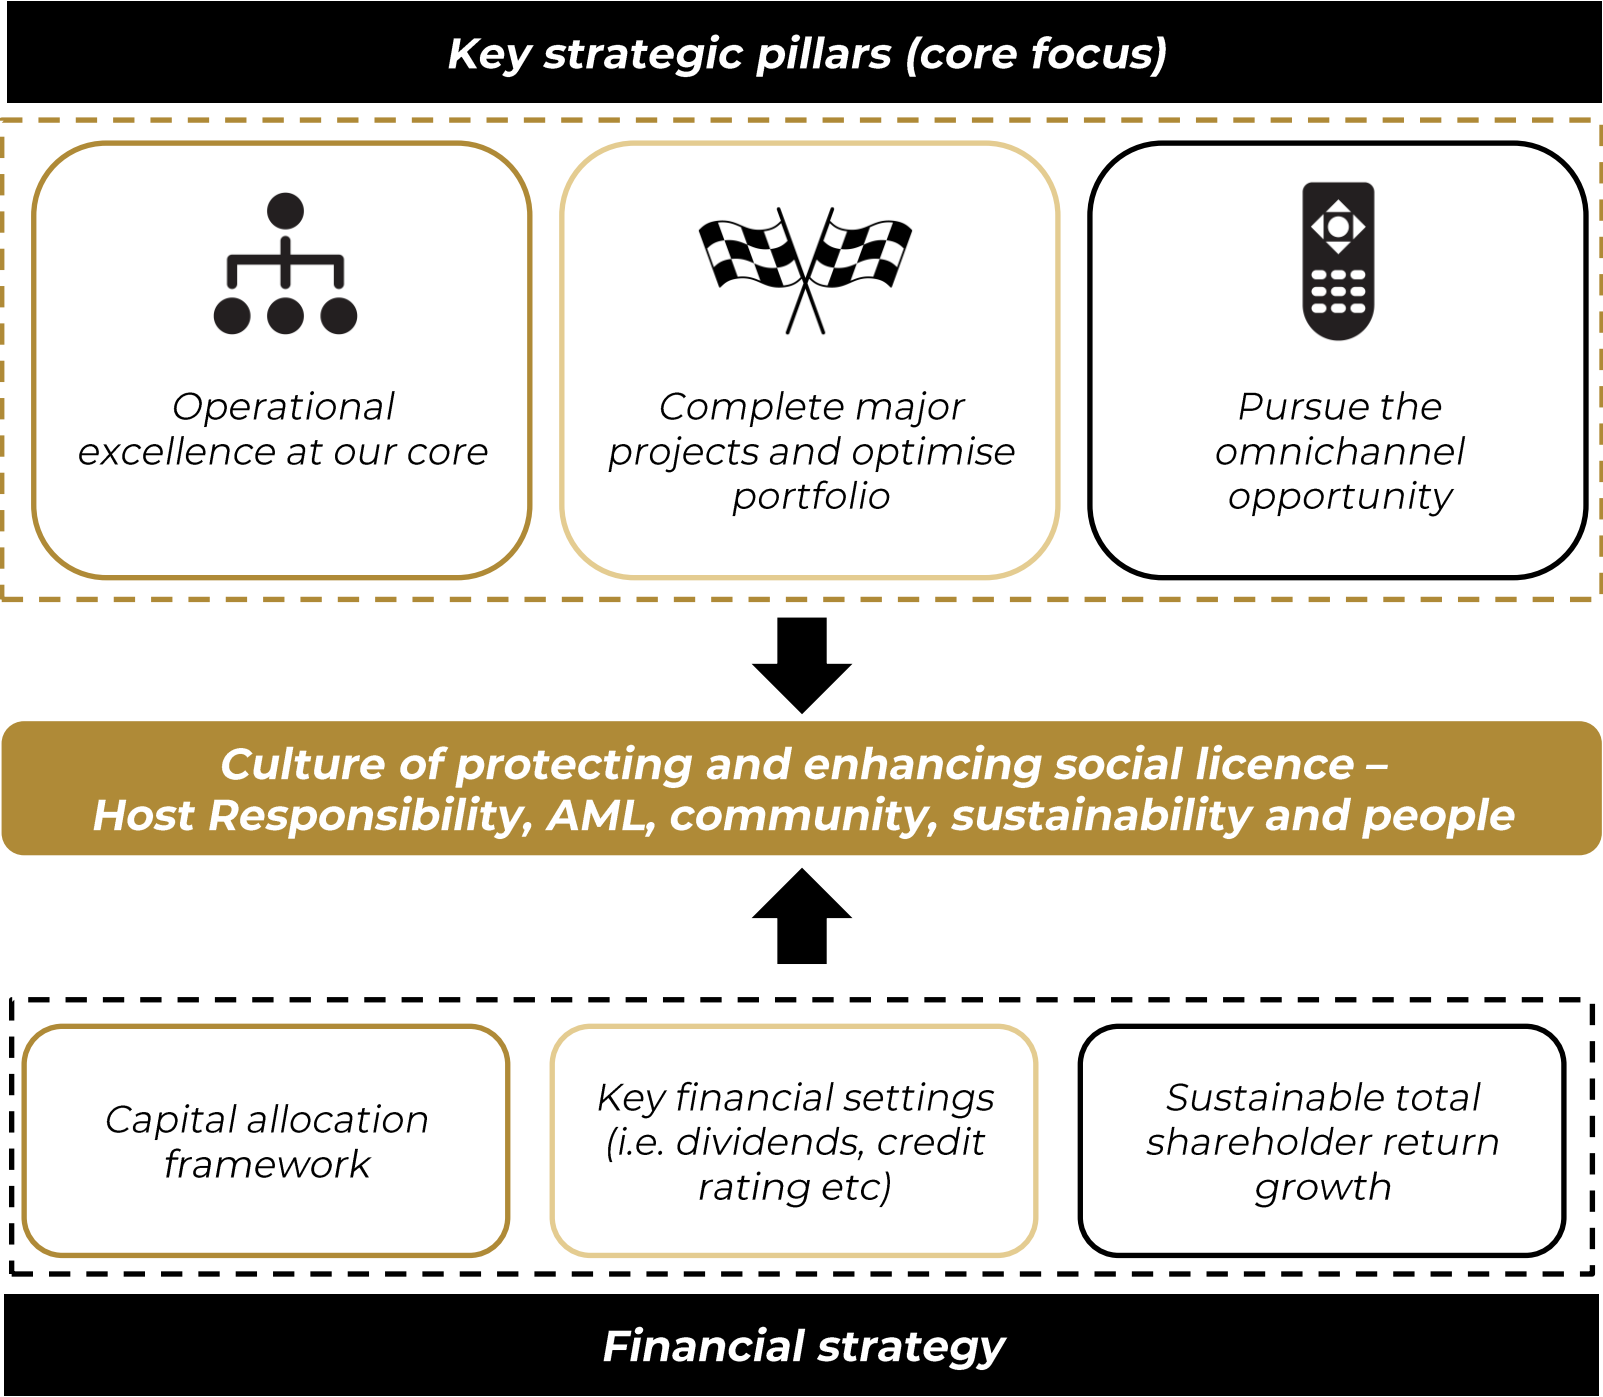 Key strategic pillars (core focus)
Operational
excellence at our core
Complete major
projects and optimise
portfolio
Pursue the
omnichannel
opportunity
Culture of protecting and enhancing social licence –
Host Responsibility, AML, community, sustainability and people
Capital allocation
framework
Key financial settings
(i.e. dividends, credit
rating etc)
Sustainable total
shareholder return
growth
Financial strategy